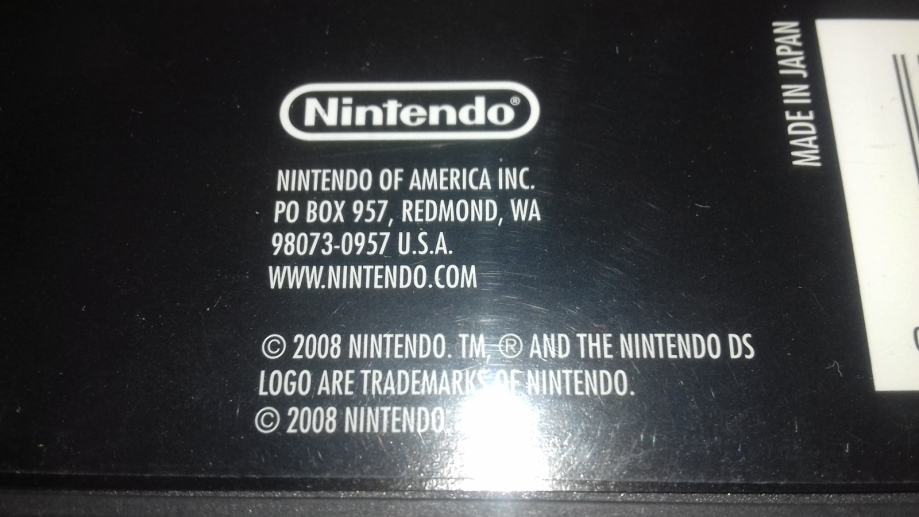 Nintendo®
NINTENDO OF AMERICA INC.
PO BOX 957, REDMOND, WA
98073-0957 U.S.A.
WWW.NINTENDO.COM
© 2008 NINTENDO. TM, ® AND THE NINTENDO DS
LOGO ARE TRADEMARKS OF NINTENDO.
© 2008 NINTENDO
MADE IN JAPAN